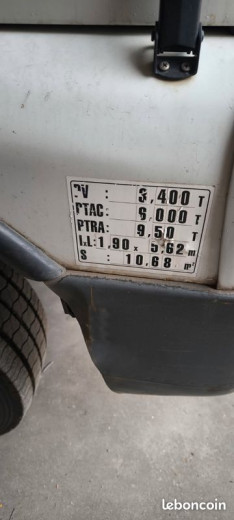 PV : 3,400 T
PTAC: 6,000 T
PTRA: 9,50 T
L.L: 1,90 x 5,62 m
S : 10,68 m²
leboncoin